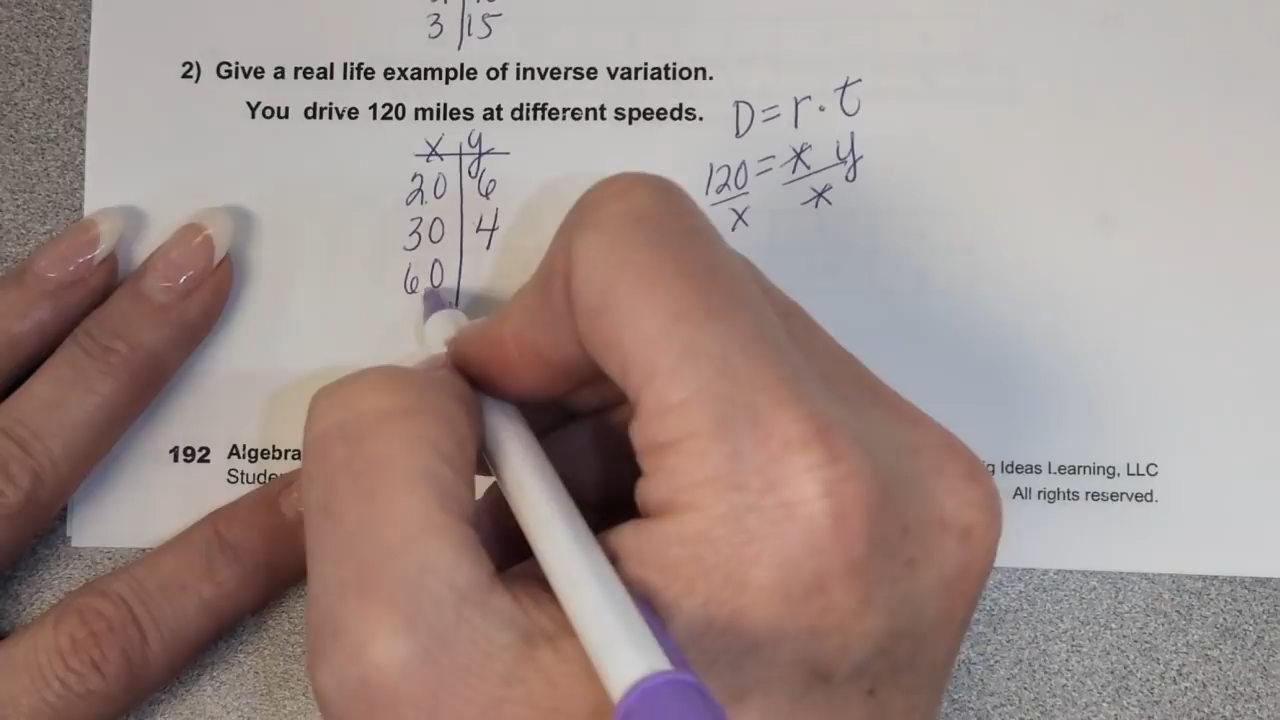 3 | 15
2) Give a real life example of inverse variation.
You drive 120 miles at different speeds.
D = r · t
x | y
120/x = x y/x
20 | 6
30 | 4
60
192 Algebra
Ideas Learning, LLC
All rights reserved.